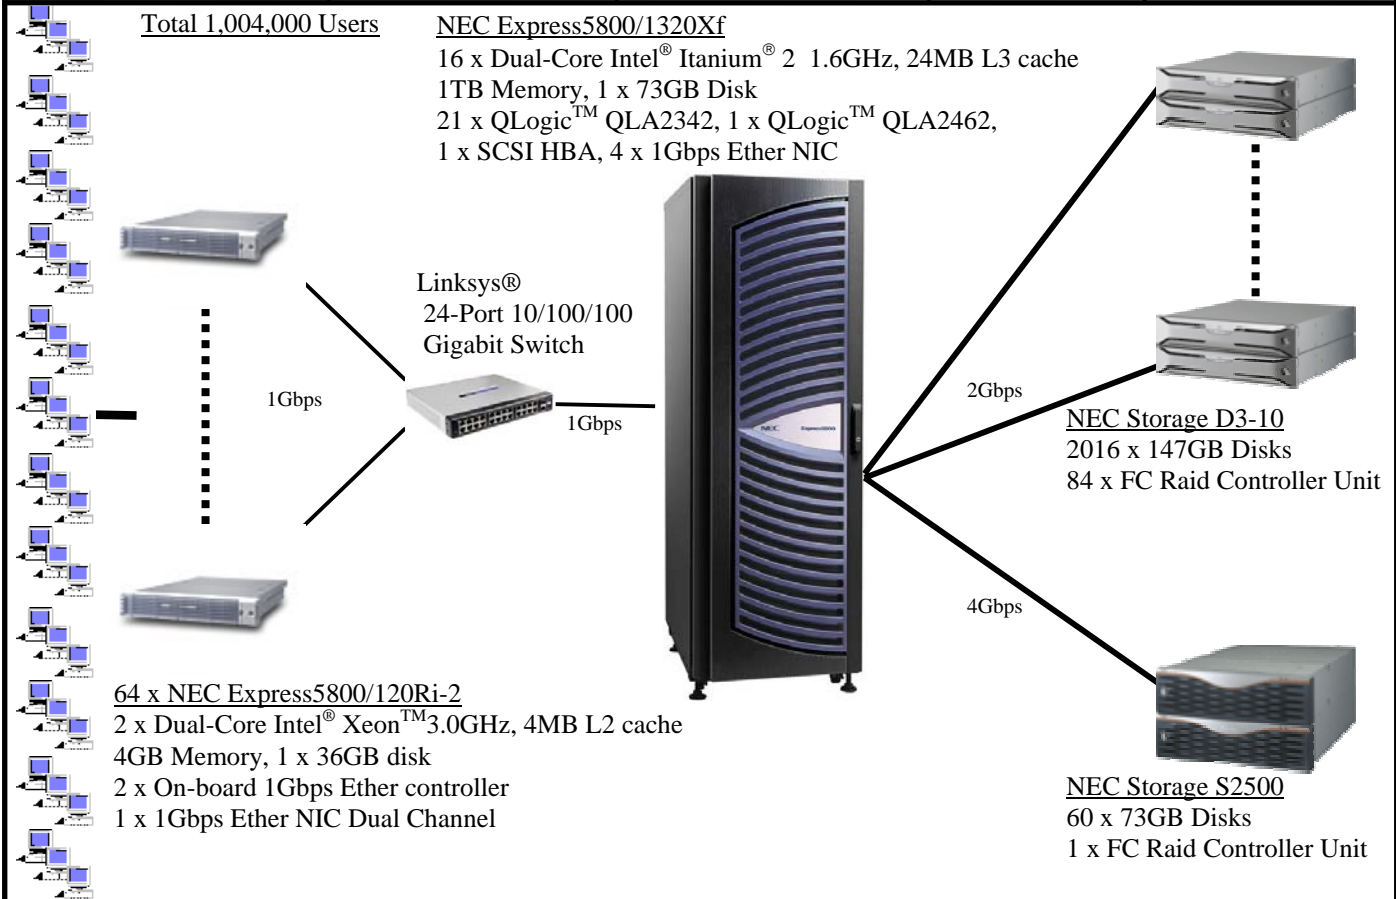 Total 1,004,000 Users
NEC Express5800/1320Xf
16 x Dual-Core Intel® Itanium® 2 1.6GHz, 24MB L3 cache
1TB Memory, 1 x 73GB Disk
21 x QLogic™ QLA2342, 1 x QLogic™ QLA2462,
1 x SCSI HBA, 4 x 1Gbps Ether NIC
Linksys®
24-Port 10/100/100
Gigabit Switch
1Gbps
1Gbps
NEC Express5800
2Gbps
NEC Storage D3-10
2016 x 147GB Disks
84 x FC Raid Controller Unit
4Gbps
64 x NEC Express5800/120Ri-2
2 x Dual-Core Intel® Xeon™3.0GHz, 4MB L2 cache
4GB Memory, 1 x 36GB disk
2 x On-board 1Gbps Ether controller
1 x 1Gbps Ether NIC Dual Channel
NEC Storage S2500
60 x 73GB Disks
1 x FC Raid Controller Unit